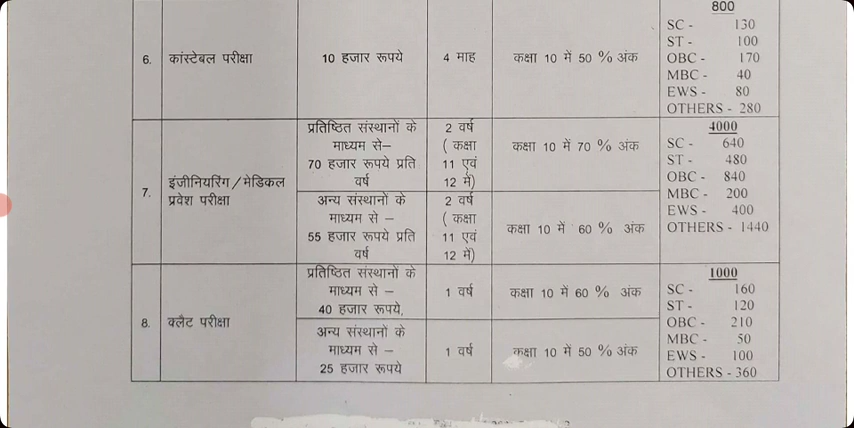 800
SC - 130
ST - 100
6. कांस्टेबल परीक्षा 10 हजार रूपये 4 माह कक्षा 10 में 50 % अंक OBC - 170
MBC - 40
EWS - 80
OTHERS - 280
7. इंजीनियरिंग / मेडिकल
प्रवेश परीक्षा
प्रतिष्ठित संस्थानों के
माध्यम से–
70 हजार रूपये प्रति
वर्ष
2 वर्ष
( कक्षा
11 एवं
12 में)
कक्षा 10 में 70 % अंक
अन्य संस्थानों के
माध्यम से –
55 हजार रूपये प्रति
वर्ष
2 वर्ष
( कक्षा
11 एवं
12 में)
कक्षा 10 में 60 % अंक
4000
SC - 640
ST - 480
OBC - 840
MBC - 200
EWS - 400
OTHERS - 1440
8. क्लैट परीक्षा
प्रतिष्ठित संस्थानों के
माध्यम से –
40 हजार रूपये,
1 वर्ष
कक्षा 10 में 60 % अंक
अन्य संस्थानों के
माध्यम से –
25 हजार रूपये
1 वर्ष
कक्षा 10 में 50 % अंक
1000
SC - 160
ST - 120
OBC - 210
MBC - 50
EWS - 100
OTHERS - 360